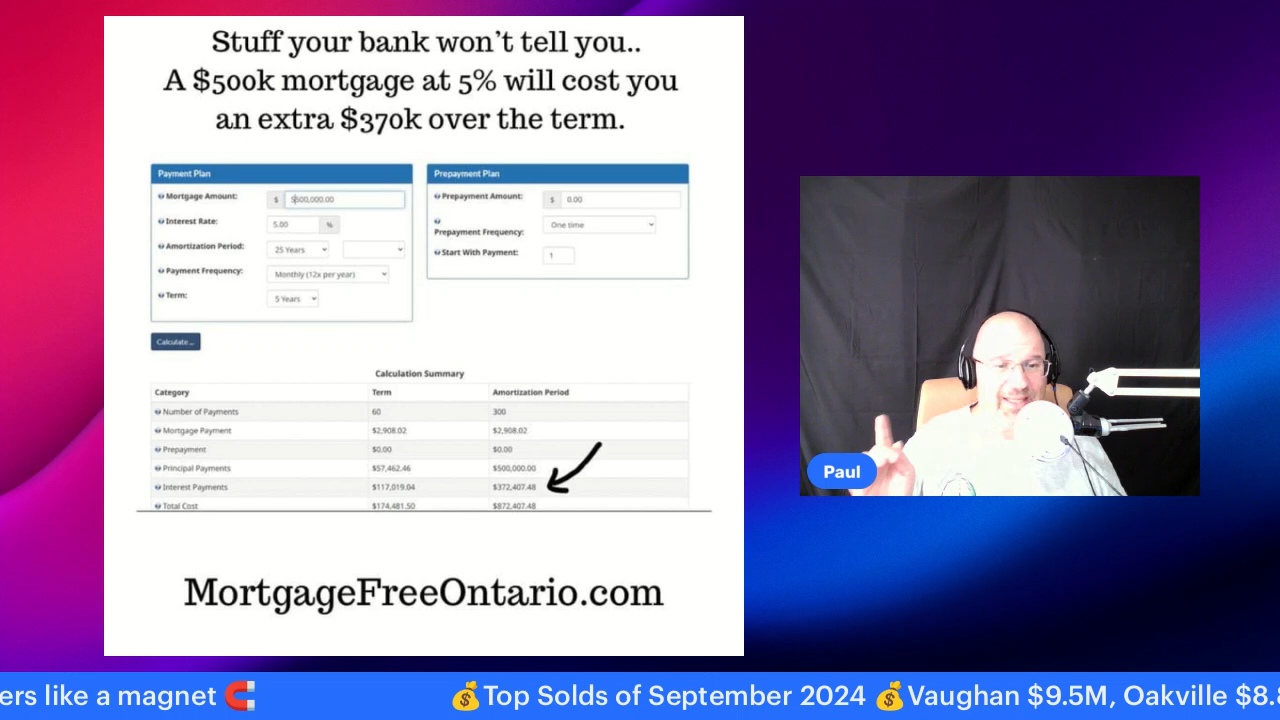 Stuff your bank won't tell you..
A $500k mortgage at 5% will cost you
an extra $370k over the term.
Payment Plan
Mortgage Amount: $ 5500,000.00
Interest Rate: 5.00 %
Amortization Period: 25 Years
Payment Frequency: Monthly (12x per year)
Term: 5 Years
Prepayment Plan
Prepayment Amount: $ 0.00
Prepayment Frequency: One time
Start With Payment: 1
Calculate...
Calculation Summary
Category Term Amortization Period
Number of Payments 60 300
Mortgage Payment $2,908.02 $2,908.02
Prepayment $0.00 $0.00
Principal Payments $57,462.46 $500,000.00
Interest Payments $117,019.04 $372,407.48
Total Cost $174,481.50 $872,407.48
MortgageFreeOntario.com
Paul
ers like a magnet 🧲 💰Top Solds of September 2024 💰Vaughan $9.5M, Oakville $8.